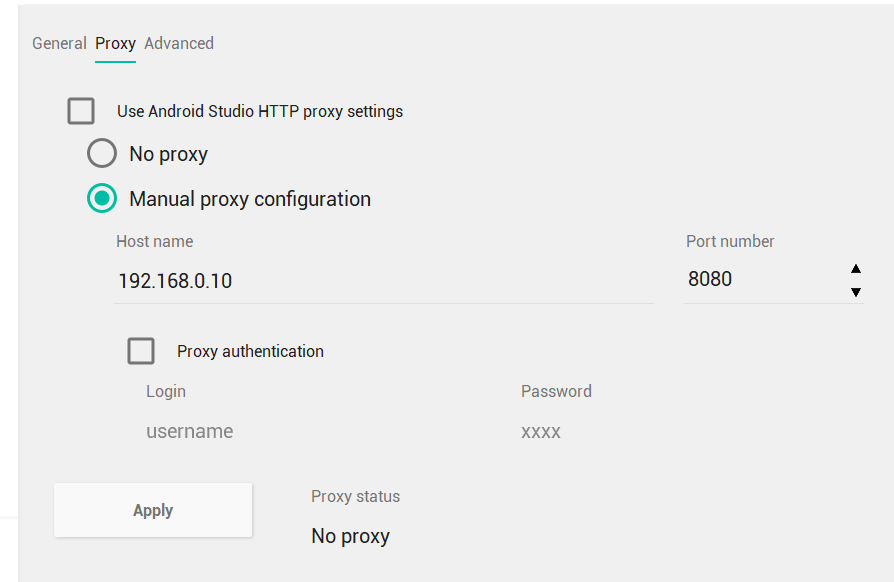 General Proxy Advanced
Use Android Studio HTTP proxy settings
No proxy
Manual proxy configuration
Host name Port number
192.168.0.10 8080
Proxy authentication
Login Password
username xxxx
Apply Proxy status
No proxy